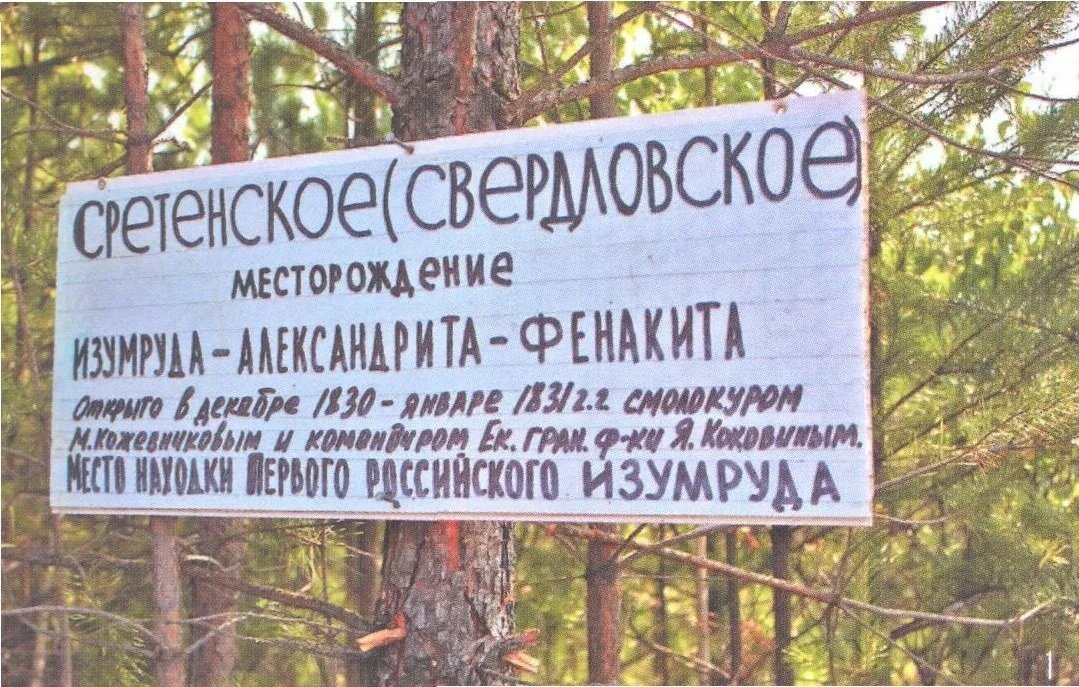 СРЕТЕНСКОЕ (СВЕРДЛОВСКОЕ)
МЕСТОРОЖДЕНИЕ
ИЗУМРУДА - АЛЕКСАНДРИТА - ФЕНАКИТА
Открыто в декабре 1830 - январе 1831 г.г смолокуром
М.Кожевниковым и командиром Ек. гран. ф-ки Я. Коковиным.
МЕСТО НАХОДКИ ПЕРВОГО РОССИЙСКОГО ИЗУМРУДА
1